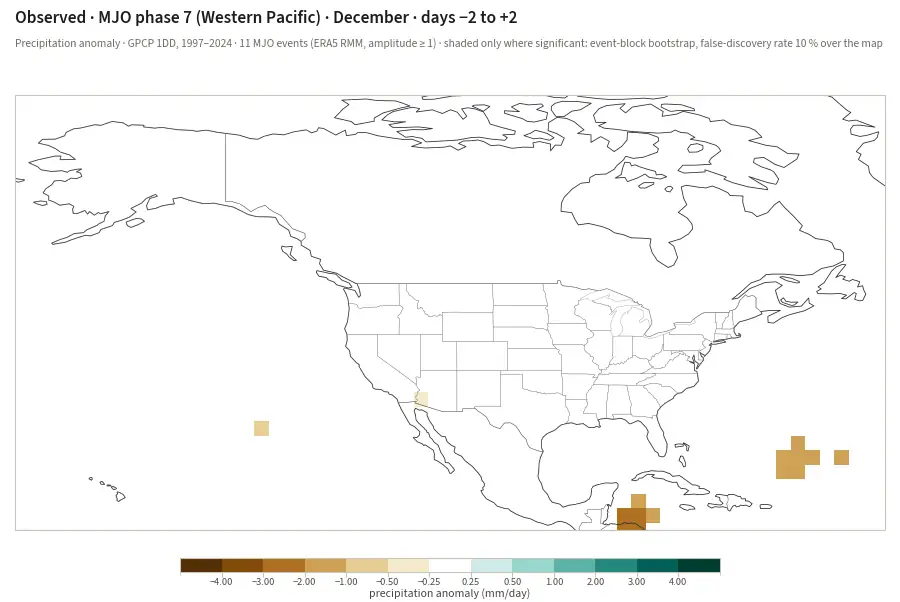 Observed · MJO phase 7 (Western Pacific) · December · days −2 to +2
Precipitation anomaly · GPCP 1DD, 1997–2024 · 11 MJO events (ERA5 RMM, amplitude ≥ 1) · shaded only where significant: event-block bootstrap, false-discovery rate 10 % over the map
−4.00 −3.00 −2.00 −1.00 −0.50 −0.25 0.25 0.50 1.00 2.00 3.00 4.00
precipitation anomaly (mm/day)